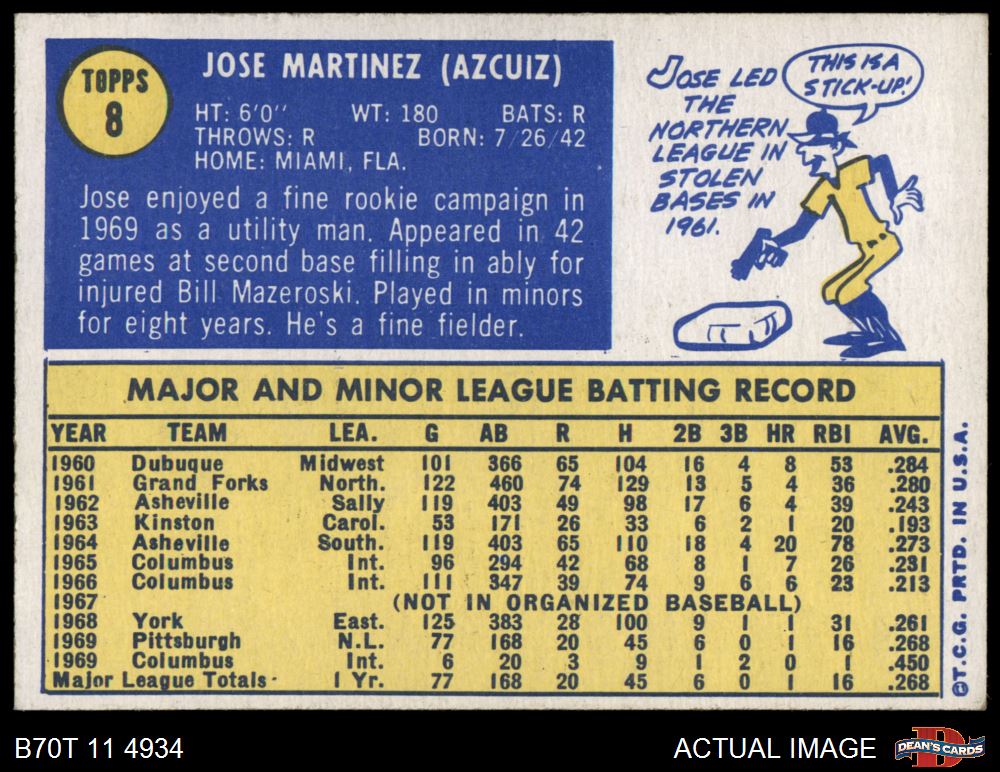 TOPPS
8
JOSE MARTINEZ (AZCUIZ)
HT: 6'0" WT: 180 BATS: R
THROWS: R BORN: 7/26/42
HOME: MIAMI, FLA.
Jose enjoyed a fine rookie campaign in
1969 as a utility man. Appeared in 42
games at second base filling in ably for
injured Bill Mazeroski. Played in minors
for eight years. He's a fine fielder.
JOSE LED
THE
NORTHERN
LEAGUE IN
STOLEN
BASES IN
1961.
THIS IS A
STICK-UP!
MAJOR AND MINOR LEAGUE BATTING RECORD
YEAR TEAM LEA. G AB R H 2B 3B HR RBI AVG.
1960 Dubuque Midwest 101 366 65 104 16 4 8 53 .284
1961 Grand Forks North. 122 460 74 129 13 5 4 36 .280
1962 Asheville Sally 119 403 49 98 17 6 4 39 .243
1963 Kinston Carol. 53 171 26 33 6 2 1 20 .193
1964 Asheville South. 119 403 65 110 18 4 20 78 .273
1965 Columbus Int. 96 294 42 68 8 1 7 26 .231
1966 Columbus Int. 111 347 39 74 9 6 6 23 .213
1967 (NOT IN ORGANIZED BASEBALL)
1968 York East. 125 383 28 100 9 1 1 31 .261
1969 Pittsburgh N.L. 77 168 20 45 6 0 1 16 .268
1969 Columbus Int. 6 20 3 9 1 2 0 1 .450
Major League Totals 1 Yr. 77 168 20 45 6 0 1 16 .268
©T.C.G. PRTD. IN U.S.A.
B70T 11 4934
ACTUAL IMAGE
D
DEAN'S CARDS